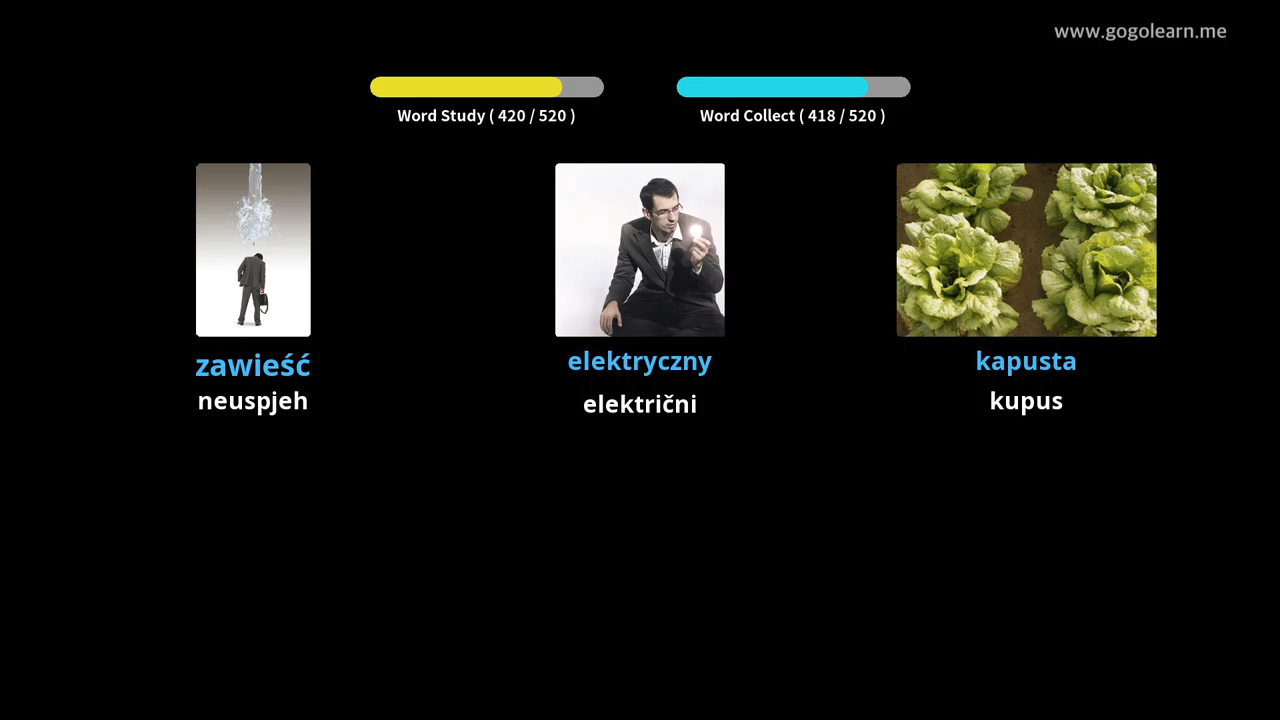 www.gogolearn.me
Word Study ( 420 / 520 )
Word Collect ( 418 / 520 )
zawieść
elektryczny
kapusta
neuspjeh
električni
kupus